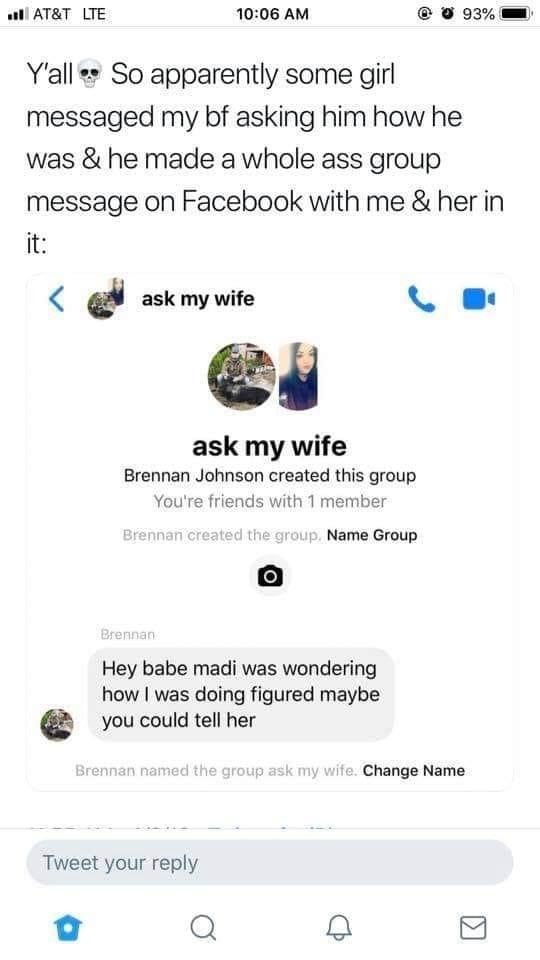 AT&T LTE 10:06 AM 93%
Y'all💀 So apparently some girl
messaged my bf asking him how he
was & he made a whole ass group
message on Facebook with me & her in
it:
ask my wife
ask my wife
Brennan Johnson created this group
You're friends with 1 member
Brennan created the group. Name Group
Brennan
Hey babe madi was wondering
how I was doing figured maybe
you could tell her
Brennan named the group ask my wife. Change Name
Tweet your reply